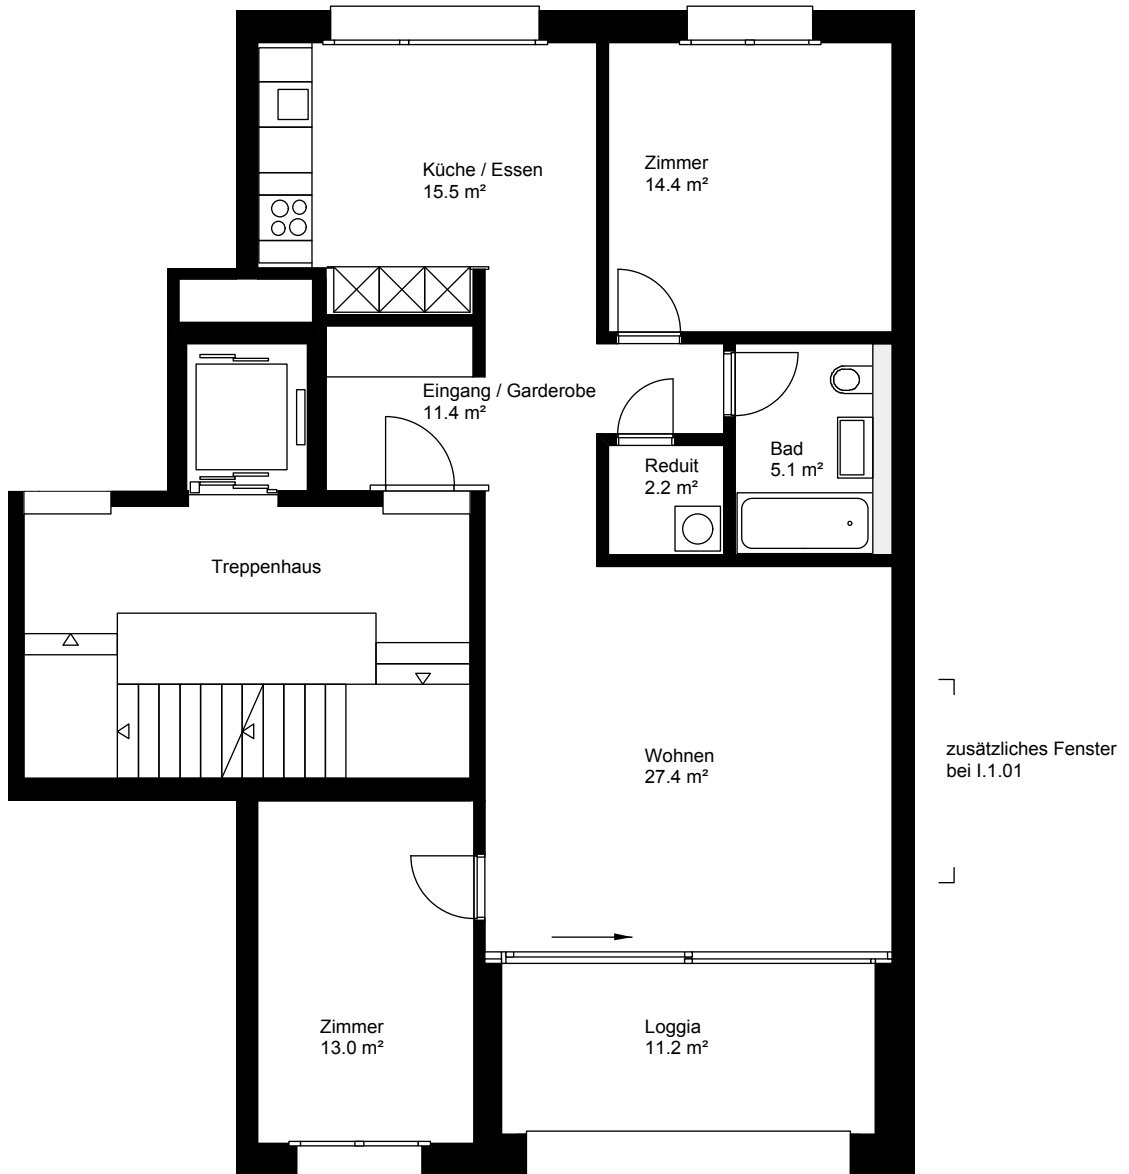 Küche / Essen
15.5 m²
Zimmer
14.4 m²
Eingang / Garderobe
11.4 m²
Bad
5.1 m²
Reduit
2.2 m²
Treppenhaus
Wohnen
27.4 m²
zusätzliches Fenster
bei I.1.01
Zimmer
13.0 m²
Loggia
11.2 m²